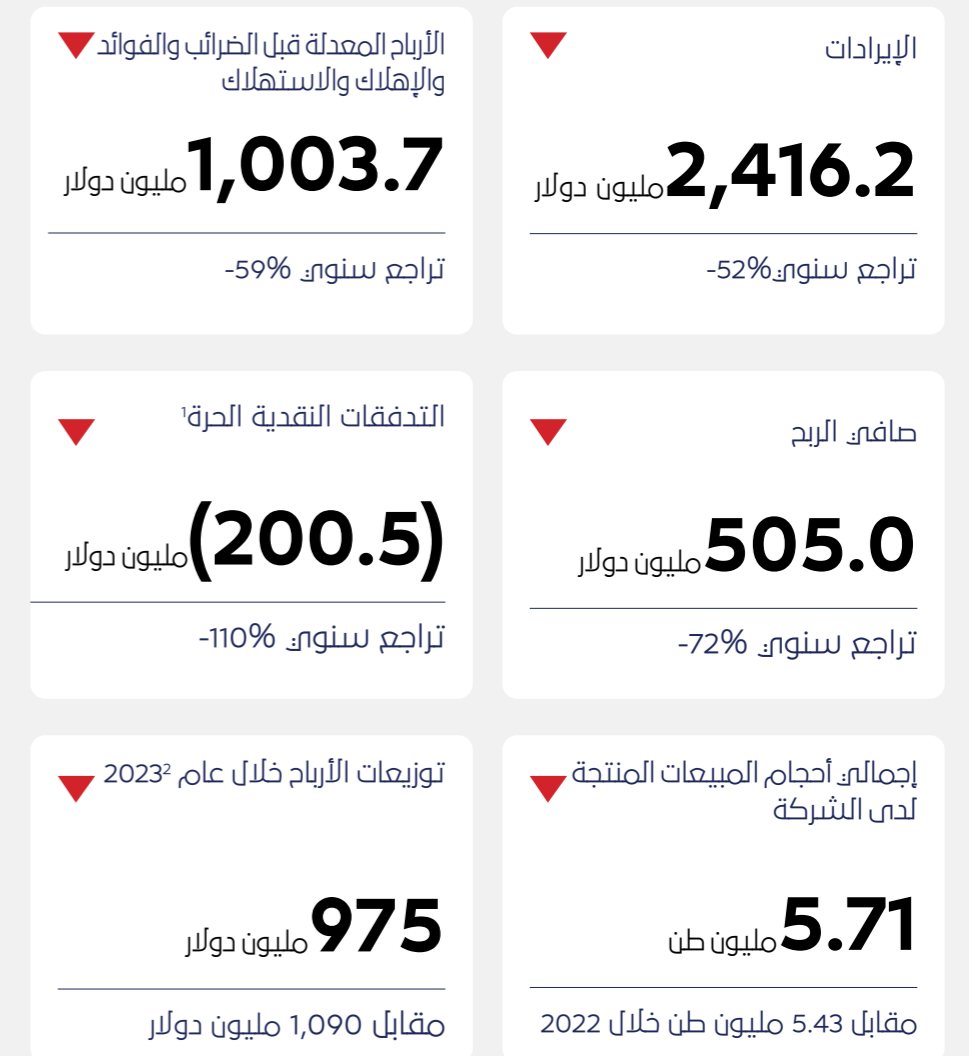 الإيرادات
2,416.2 مليون دولار
تراجع سنوي 52%-
الأرباح المعدلة قبل الضرائب والفوائد
والإهلاك والاستهلاك
1,003.7 مليون دولار
تراجع سنوي 59%-
صافي الربح
505.0 مليون دولار
تراجع سنوي 72%-
التدفقات النقدية الحرة¹
(200.5) مليون دولار
تراجع سنوي 110%-
إجمالي أحجام المبيعات المنتجة
لدى الشركة
5.71 مليون طن
مقابل 5.43 مليون طن خلال 2022
توزيعات الأرباح خلال عام 2023²
975 مليون دولار
مقابل 1,090 مليون دولار